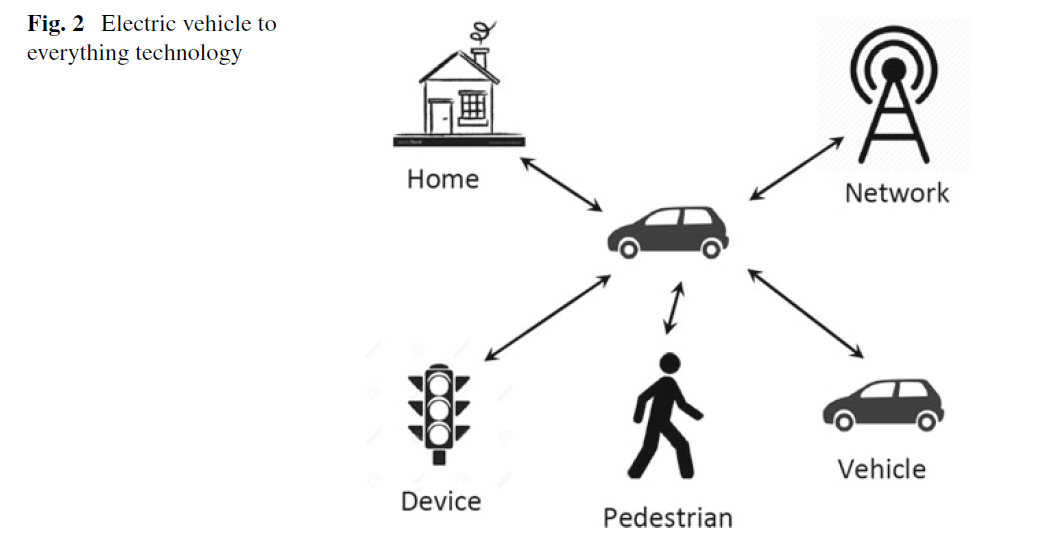 Fig. 2 Electric vehicle to
everything technology
Home
Network
Device
Pedestrian
Vehicle